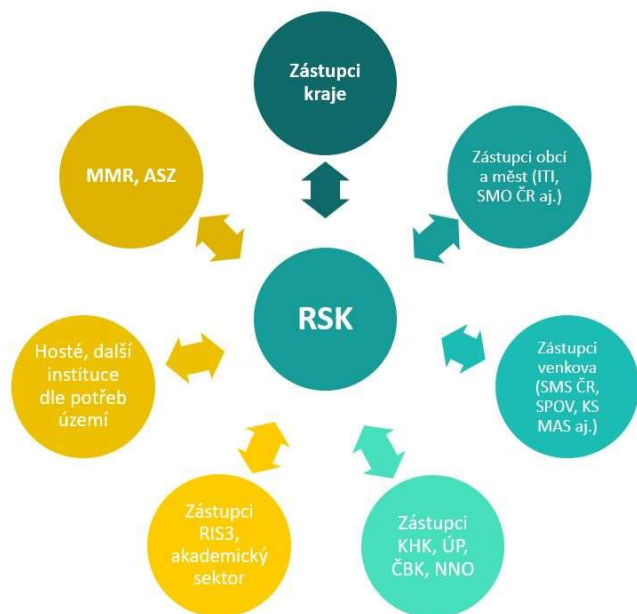 Zástupci
kraje
Zástupci obcí
a měst (ITI,
SMO ČR aj.)
Zástupci
venkova
(SMS ČR,
SPOV, KS
MAS aj.)
Zástupci
KHK, ÚP,
ČBK, NNO
Zástupci
RIS3,
akademický
sektor
Hosté, další
instituce
dle potřeb
území
MMR, ASZ
RSK